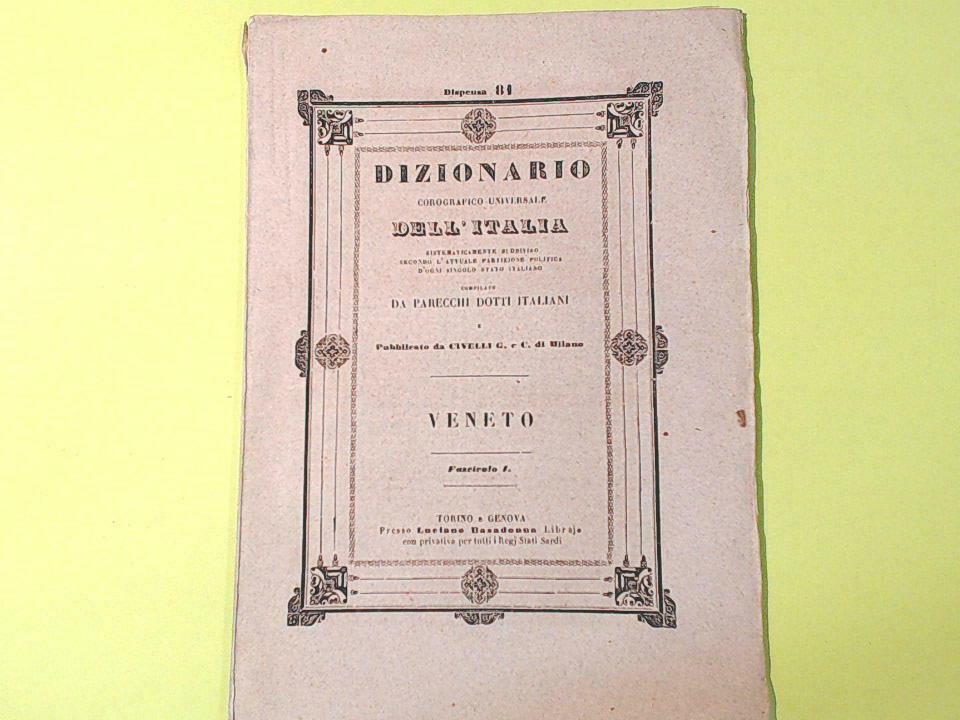 Dispensa 81
DIZIONARIO
COROGRAFICO-UNIVERSALE
DELL'ITALIA
SISTEMATICAMENTE SUDDIVISO
SECONDO L'ATTUALE PARTIZIONE POLITICA
D'OGNI SINGOLO STATO ITALIANO
COMPILATO
DA PARECCHI DOTTI ITALIANI
E
Pubblicato da CIVELLI G. e C. di Milano
VENETO
Fascicolo 1.
TORINO e GENOVA
Presso Luciano Basadonna Librajo
con privativa per tutti i Regj Stati Sardi